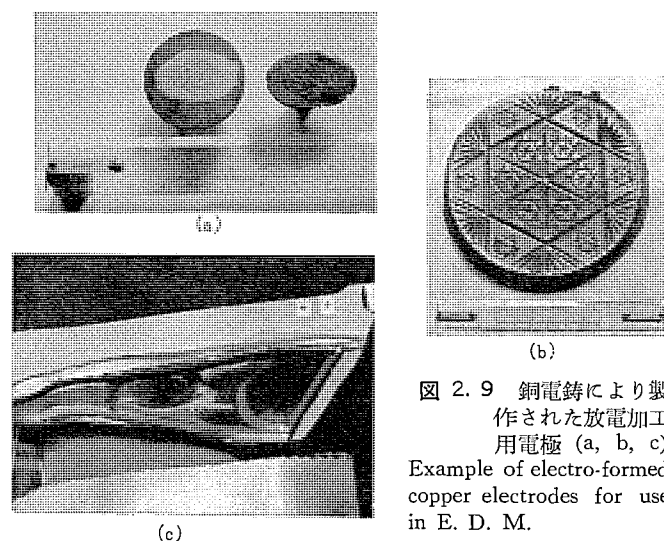 (a)
(b)
(c)
図 2.9 銅電鋳により製
作された放電加工
用電極 (a, b, c)
Example of electro-formed
copper electrodes for use
in E. D. M.